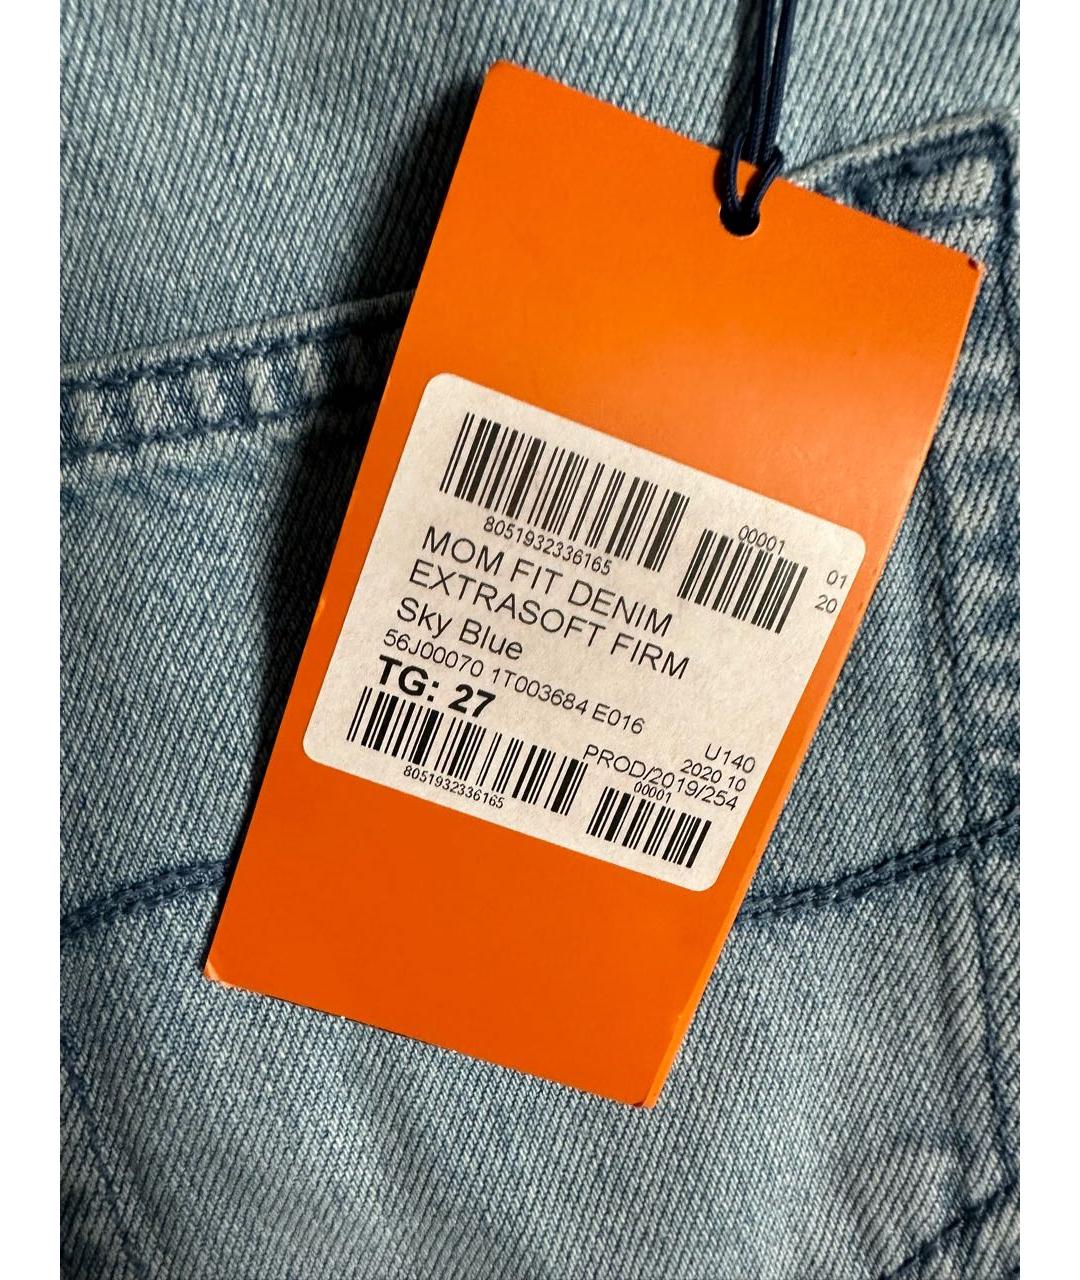 8051932336165
00001
01
20
MOM FIT DENIM
EXTRASOFT FIRM
Sky Blue
56J00070 1T003684 E016
TG: 27
U140
2020 10
PROD/2019/254
8051932336165
00001